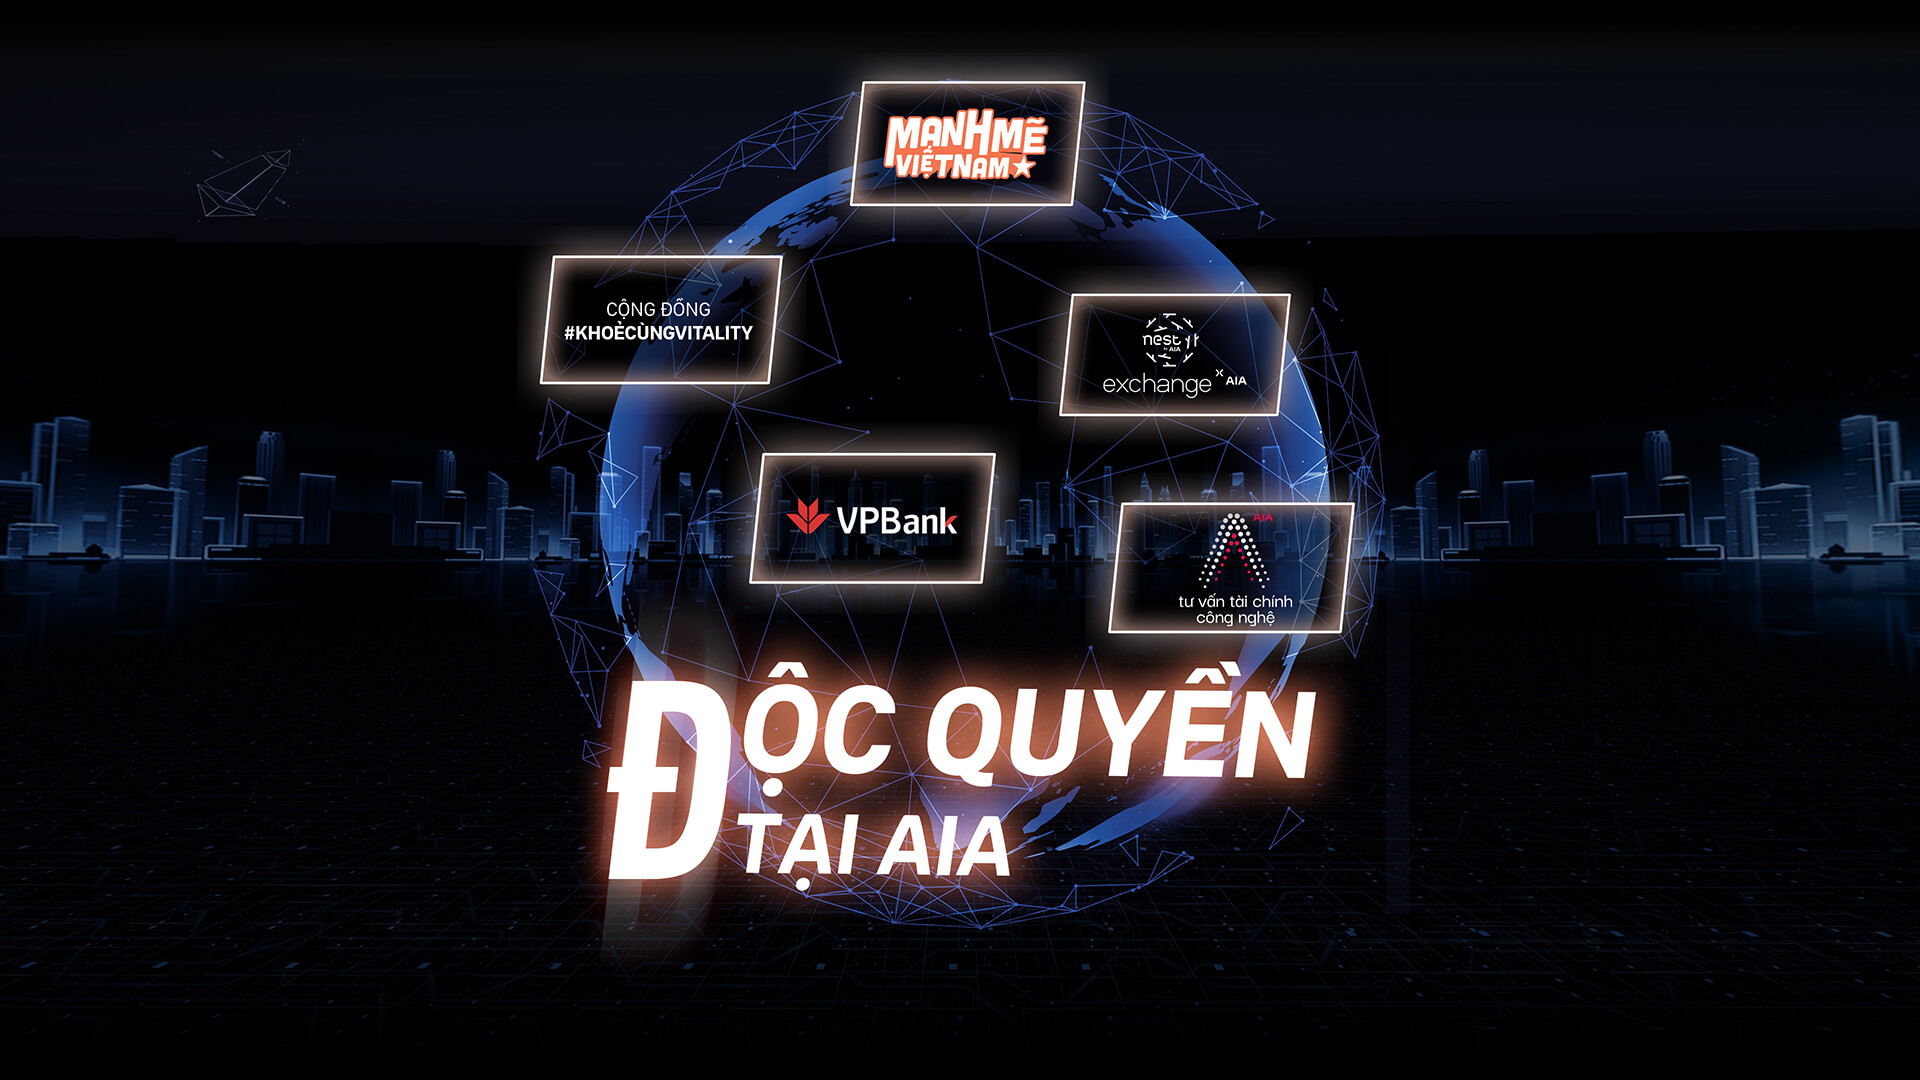 MẠNH MẼ
VIỆT NAM
CỘNG ĐỒNG
#KHOẺCÙNGVITALITY
nest
by AIA
exchange AIA
VPBank
AIA
tư vấn tài chính
công nghệ
ĐỘC QUYỀN
TẠI AIA